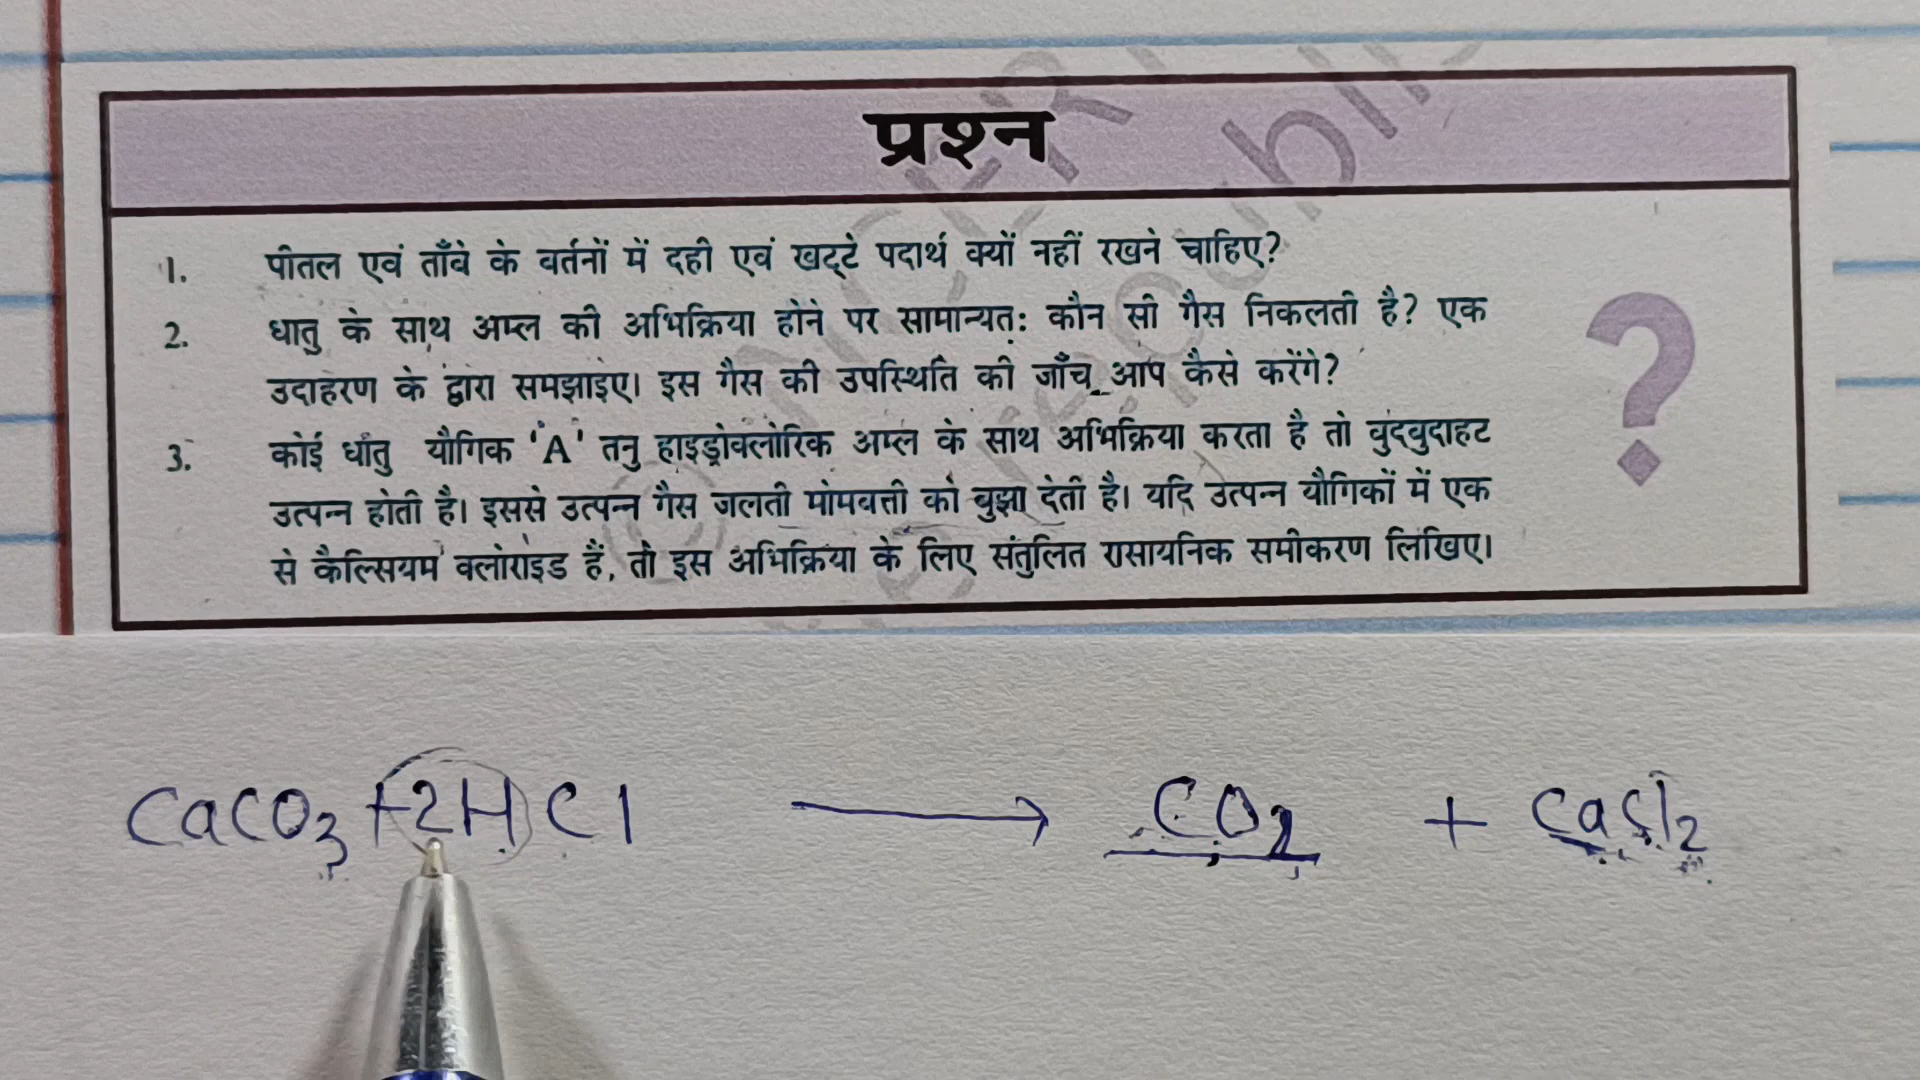 प्रश्न
1. पीतल एवं ताँबे के बर्तनों में दही एवं खट्टे पदार्थ क्यों नहीं रखने चाहिए?
2. धातु के साथ अम्ल की अभिक्रिया होने पर सामान्यतः कौन सी गैस निकलती है? एक
उदाहरण के द्वारा समझाइए। इस गैस की उपस्थिति की जाँच आप कैसे करेंगे?
3. कोई धातु यौगिक 'A' तनु हाइड्रोक्लोरिक अम्ल के साथ अभिक्रिया करता है तो बुदबुदाहट
उत्पन्न होती है। इससे उत्पन्न गैस जलती मोमबत्ती को बुझा देती है। यदि उत्पन्न यौगिकों में एक
से कैल्सियम क्लोराइड हैं, तो इस अभिक्रिया के लिए संतुलित रासायनिक समीकरण लिखिए।
?
CaCO3 + 2HCl → CO2 + CaCl2